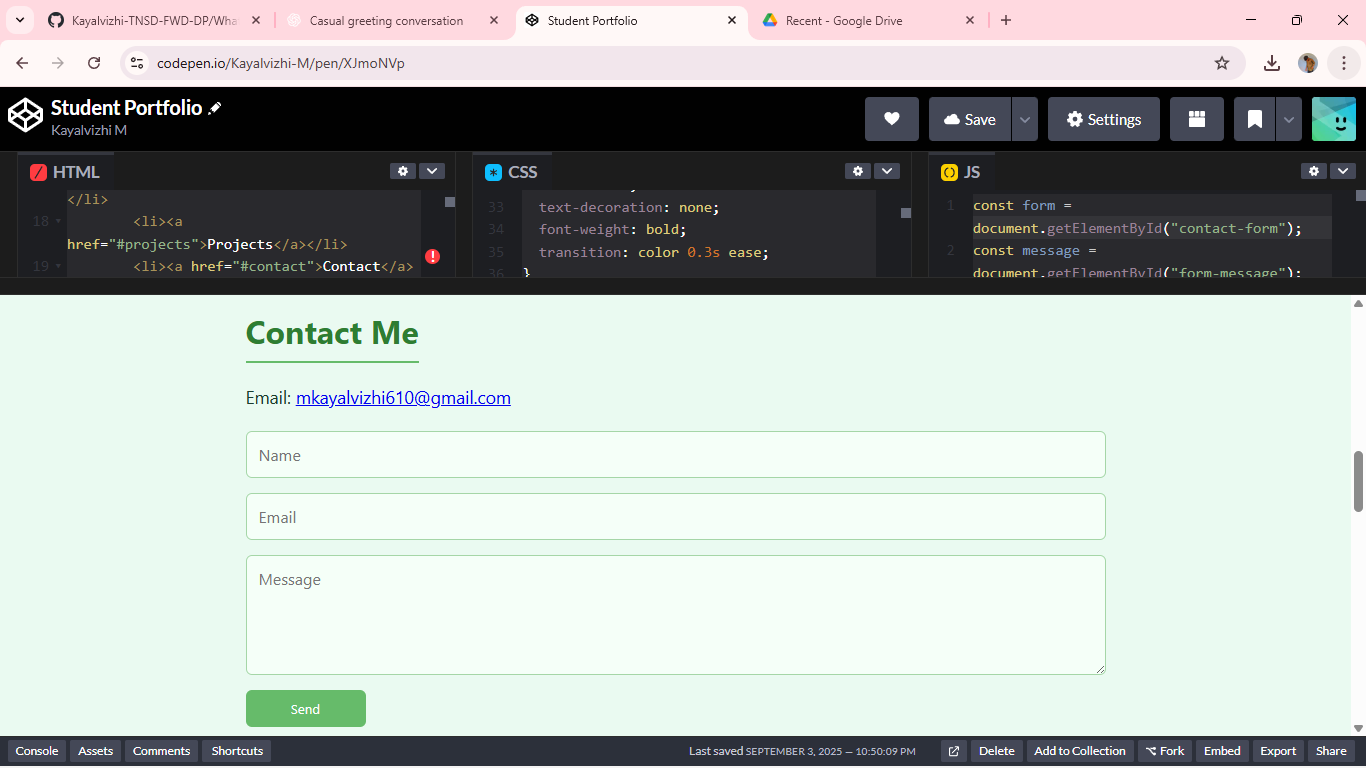 Kayalvizhi-TNSD-FWD-DP/Wha
Casual greeting conversation
Student Portfolio
Recent - Google Drive
codepen.io/Kayalvizhi-M/pen/XJmoNVp
Student Portfolio
Kayalvizhi M
Save
Settings
HTML
</li>
18 <li><a
href="#projects">Projects</a></li>
19 <li><a href="#contact">Contact</a>
CSS
33 text-decoration: none;
34 font-weight: bold;
35 transition: color 0.3s ease;
36 }
JS
1 const form =
document.getElementById("contact-form");
2 const message =
document.getElementById("form-message");
Contact Me
Email: mkayalvizhi610@gmail.com
Name
Email
Message
Send
Console
Assets
Comments
Shortcuts
Last saved SEPTEMBER 3, 2025 — 10:50:09 PM
Delete
Add to Collection
Fork
Embed
Export
Share